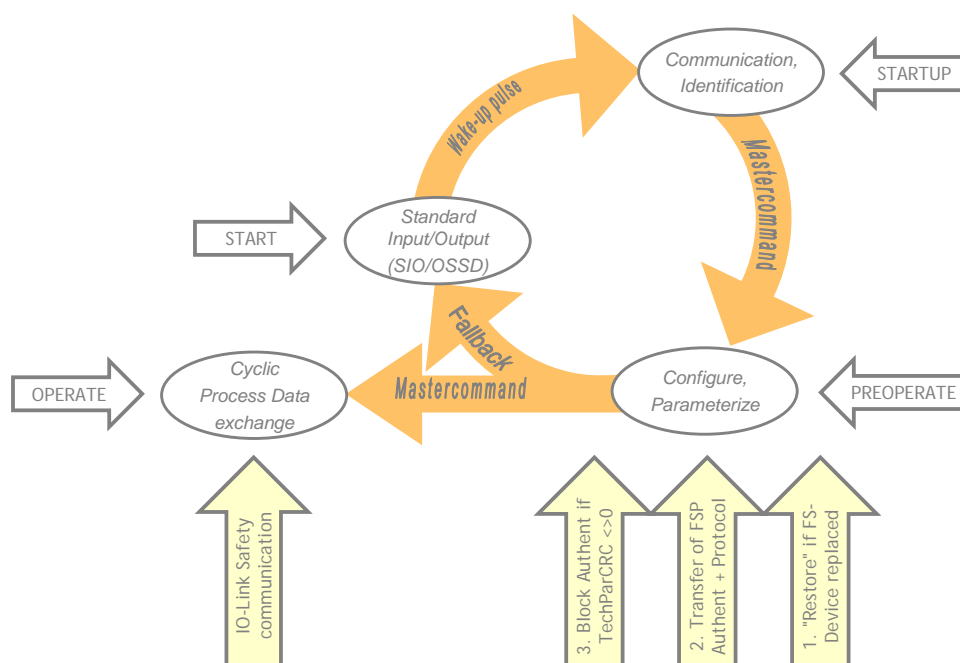 Communication,
Identification
STARTUP
Wake-up pulse
Mastercommand
Standard
Input/Output
(SIO/OSSD)
START
Fallback
Mastercommand
Cyclic
Process Data
exchange
OPERATE
Configure,
Parameterize
PREOPERATE
IO-Link Safety
communication
3. Block Authent if
TechParCRC <>0
2. Transfer of FSP
Authent + Protocol
1. "Restore" if FS-
Device replaced